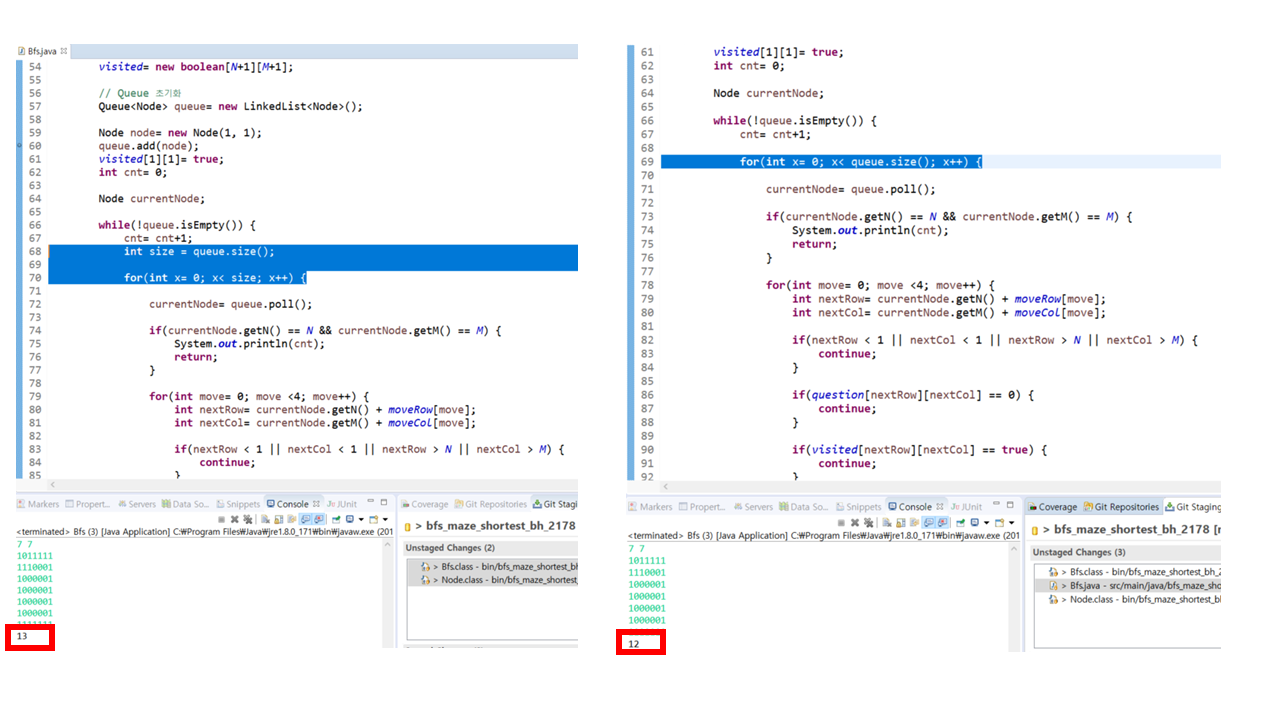 Bfs.java
54 visited= new boolean[N+1][M+1];
55
56 // Queue 초기화
57 Queue<Node> queue= new LinkedList<Node>();
58
59 Node node= new Node(1, 1);
60 queue.add(node);
61 visited[1][1]= true;
62 int cnt= 0;
63
64 Node currentNode;
65
66 while(!queue.isEmpty()) {
67 cnt= cnt+1;
68 int size = queue.size();
69
70 for(int x= 0; x< size; x++) {
71
72 currentNode= queue.poll();
73
74 if(currentNode.getN() == N && currentNode.getM() == M) {
75 System.out.println(cnt);
76 return;
77 }
78
79 for(int move= 0; move <4; move++) {
80 int nextRow= currentNode.getN() + moveRow[move];
81 int nextCol= currentNode.getM() + moveCol[move];
82
83 if(nextRow < 1 || nextCol < 1 || nextRow > N || nextCol > M) {
84 continue;
85 }
Markers Propert... Servers Data So... Snippets Console JUnit
<terminated> Bfs (3) [Java Application] C:₩Program Files₩Java₩jre1.8.0_171₩bin₩javaw.exe (201
7 7
1011111
1110001
1000001
1000001
1000001
1000001
1111111
13
Coverage Git Repositories Git Stagi
> bfs_maze_shortest_bh_2178
Unstaged Changes (2)
> Bfs.class - bin/bfs_maze_shortest_bh
> Node.class - bin/bfs_maze_shortest_
61 visited[1][1]= true;
62 int cnt= 0;
63
64 Node currentNode;
65
66 while(!queue.isEmpty()) {
67 cnt= cnt+1;
68
69 for(int x= 0; x< queue.size(); x++) {
70
71 currentNode= queue.poll();
72
73 if(currentNode.getN() == N && currentNode.getM() == M) {
74 System.out.println(cnt);
75 return;
76 }
77
78 for(int move= 0; move <4; move++) {
79 int nextRow= currentNode.getN() + moveRow[move];
80 int nextCol= currentNode.getM() + moveCol[move];
81
82 if(nextRow < 1 || nextCol < 1 || nextRow > N || nextCol > M) {
83 continue;
84 }
85
86 if(question[nextRow][nextCol] == 0) {
87 continue;
88 }
89
90 if(visited[nextRow][nextCol] == true) {
91 continue;
92 }
Markers Propert... Servers Data So... Snippets Console JUnit
<terminated> Bfs (3) [Java Application] C:₩Program Files₩Java₩jre1.8.0_171₩bin₩javaw.exe (201
7 7
1011111
1110001
1000001
1000001
1000001
1000001
12
Coverage Git Repositories Git Staging
> bfs_maze_shortest_bh_2178 [m
Unstaged Changes (3)
> Bfs.class - bin/bfs_maze_shortest_bh_2
> Bfs.java - src/main/java/bfs_maze_sho
> Node.class - bin/bfs_maze_shortest_bl